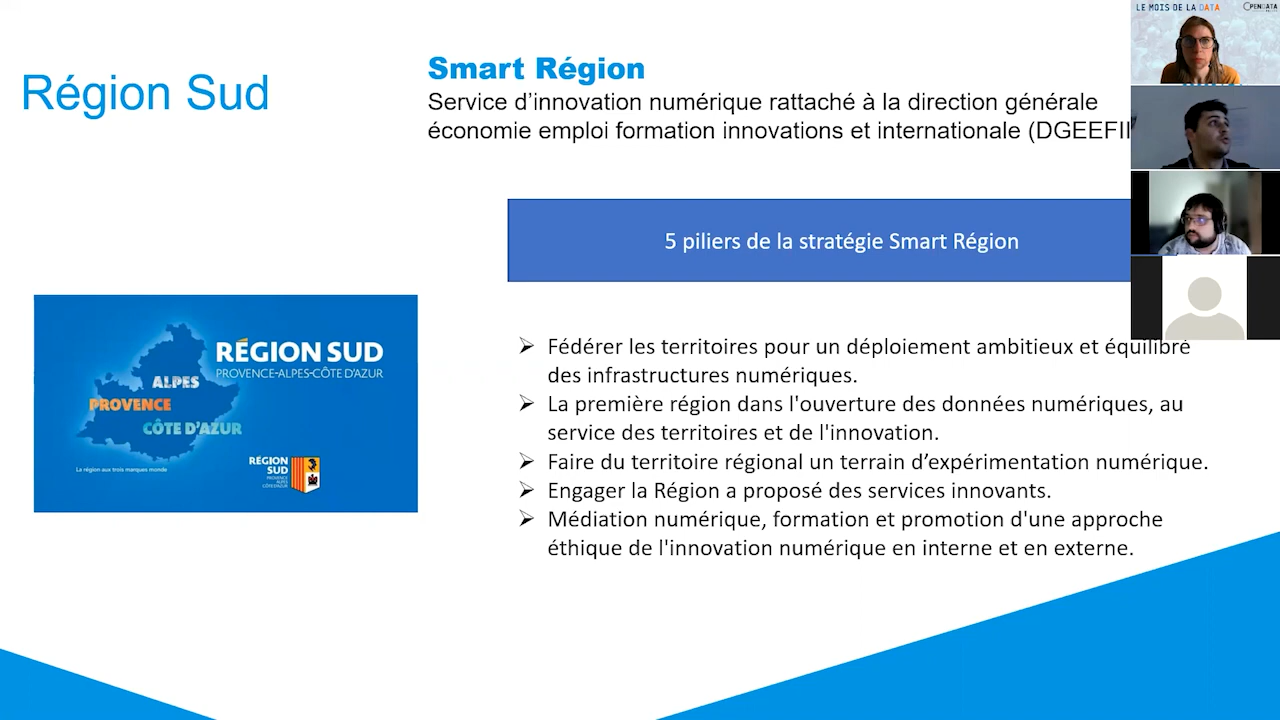 LE MOIS DE LA DATA
OPENDATA
Région Sud
Smart Région
Service d’innovation numérique rattaché à la direction générale
économie emploi formation innovations et internationale (DGEEFII
5 piliers de la stratégie Smart Région
RÉGION SUD
PROVENCE-ALPES-CÔTE D'AZUR
ALPES
PROVENCE
CÔTE D'AZUR
La région aux trois marques monde
RÉGION
SUD
PROVENCE
ALPES
CÔTE D'AZUR
➢ Fédérer les territoires pour un déploiement ambitieux et équilibré
des infrastructures numériques.
➢ La première région dans l'ouverture des données numériques, au
service des territoires et de l'innovation.
➢ Faire du territoire régional un terrain d’expérimentation numérique.
➢ Engager la Région a proposé des services innovants.
➢ Médiation numérique, formation et promotion d'une approche
éthique de l'innovation numérique en interne et en externe.